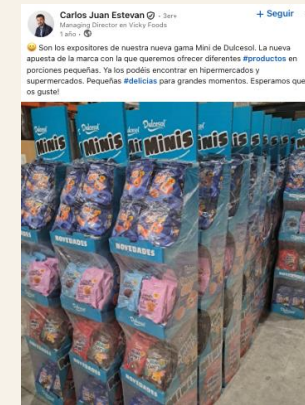 Carlos Juan Estevan • 3er+
+ Seguir
Managing Director en Vicky Foods
1 año •
😀 Son los expositores de nuestra nueva gama Mini de Dulcesol. La nueva
apuesta de la marca con la que queremos ofrecer diferentes #productos en
porciones pequeñas. Ya los podéis encontrar en hipermercados y
supermercados. Pequeñas #delicias para grandes momentos. Esperamos que
os guste!
Dulcesol
MINIS
Dulcesol
MINIS
Dulcesol
MINIS
NOVEDADES
NOVEDADES
NOVEDADES
NOVEDADES